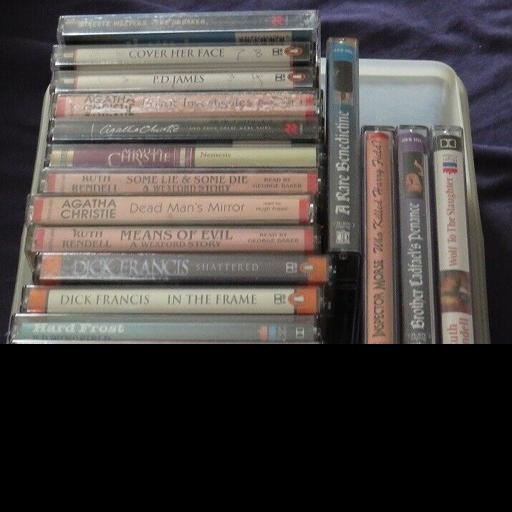 COVER HER FACE
P.D JAMES
AGATHA
CHRISTIE
Agatha Christie
CHRISTIE Nemesis
RUTH SOME LIE & SOME DIE READ BY
RENDELL A WEXFORD STORY GEORGE BAKER
AGATHA Dead Man's Mirror
CHRISTIE
RUTH MEANS OF EVIL READ BY
RENDELL A WEXFORD STORY GEORGE BAKER
DICK FRANCIS SHATTERED
DICK FRANCIS IN THE FRAME
Hard Frost
A Rare Benedictine
INSPECTOR MORSE Who Killed Harry Field?
Brother Cadfael's Penance
Ruth Wolf To The Slaughter
Rendell